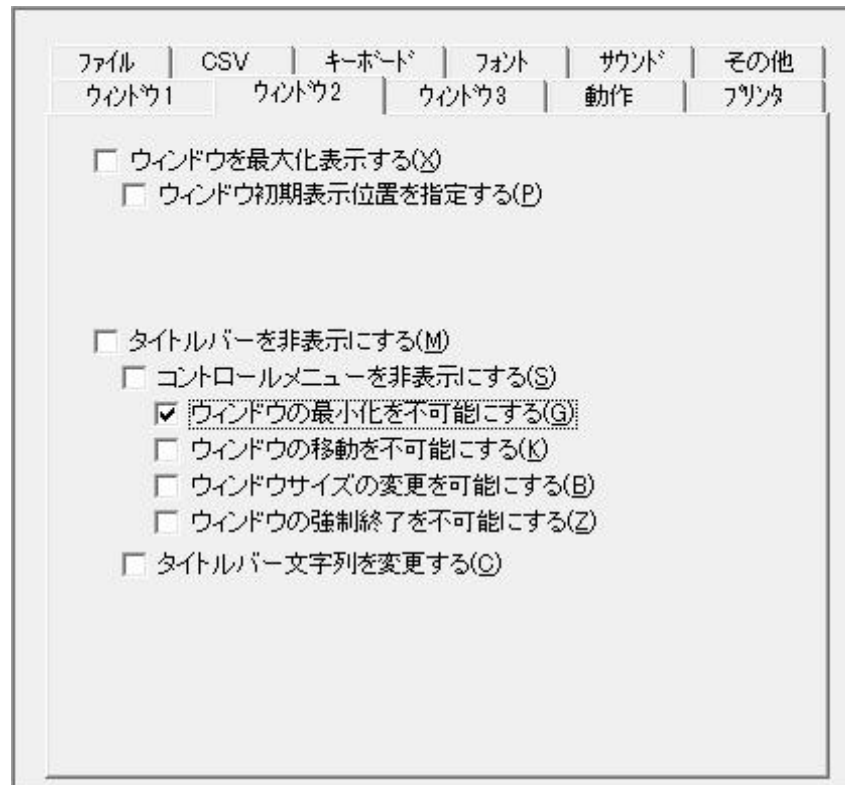 ファイル CSV キーボード フォント サウンド その他
ウィンドウ1 ウィンドウ2 ウィンドウ3 動作 プリンタ
ウィンドウを最大化表示する(X)
ウィンドウ初期表示位置を指定する(P)
タイトルバーを非表示にする(M)
コントロールメニューを非表示にする(S)
ウィンドウの最小化を不可能にする(G)
ウィンドウの移動を不可能にする(K)
ウィンドウサイズの変更を可能にする(B)
ウィンドウの強制終了を不可能にする(Z)
タイトルバー文字列を変更する(C)